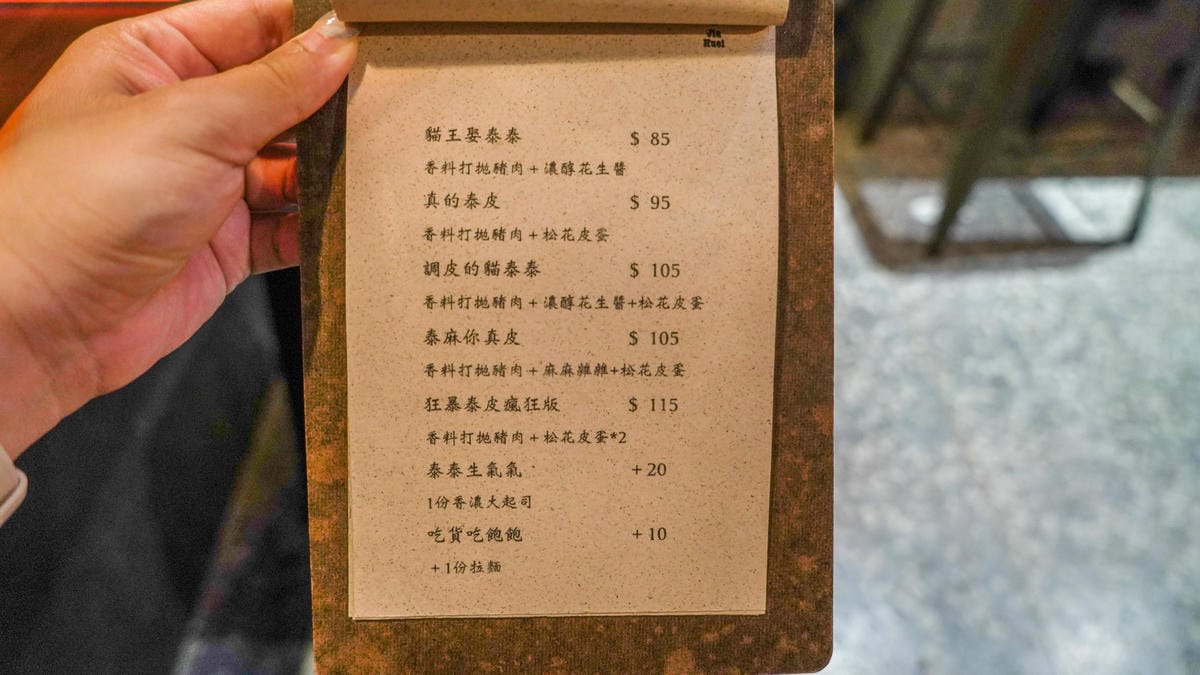 Jia
Huei
貓王娶泰泰 $ 85
香料打拋豬肉+濃醇花生醬
真的泰皮 $ 95
香料打拋豬肉+松花皮蛋
調皮的貓泰泰 $ 105
香料打拋豬肉+濃醇花生醬+松花皮蛋
泰麻你真皮 $ 105
香料打拋豬肉+麻麻雜雜+松花皮蛋
狂暴泰皮瘋狂版 $ 115
香料打拋豬肉+松花皮蛋*2
泰泰生氣氣 +20
1份香濃大起司
吃貨吃飽飽 +10
+1份拉麵